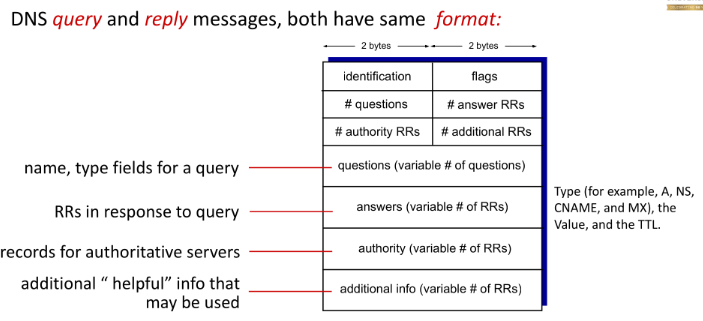 DNS query and reply messages, both have same format:
2 bytes 2 bytes
identification flags
# questions # answer RRs
# authority RRs # additional RRs
name, type fields for a query
questions (variable # of questions)
RRs in response to query
answers (variable # of RRs)
Type (for example, A, NS,
CNAME, and MX), the
Value, and the TTL.
records for authoritative servers
authority (variable # of RRs)
additional “ helpful” info that
may be used
additional info (variable # of RRs)